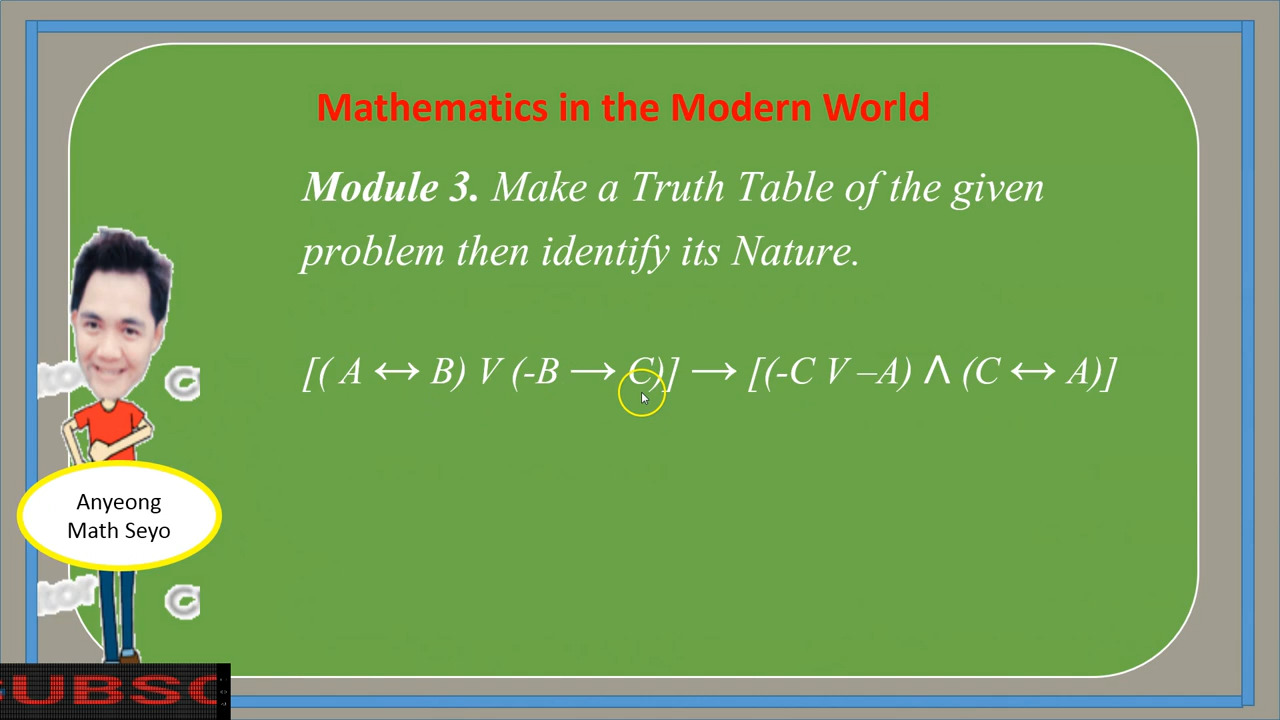 Mathematics in the Modern World
Module 3. Make a Truth Table of the given
problem then identify its Nature.
[( A ↔ B) V (-B → C)] → [(-C V –A) Λ (C ↔ A)]
Anyeong
Math Seyo
UBSC